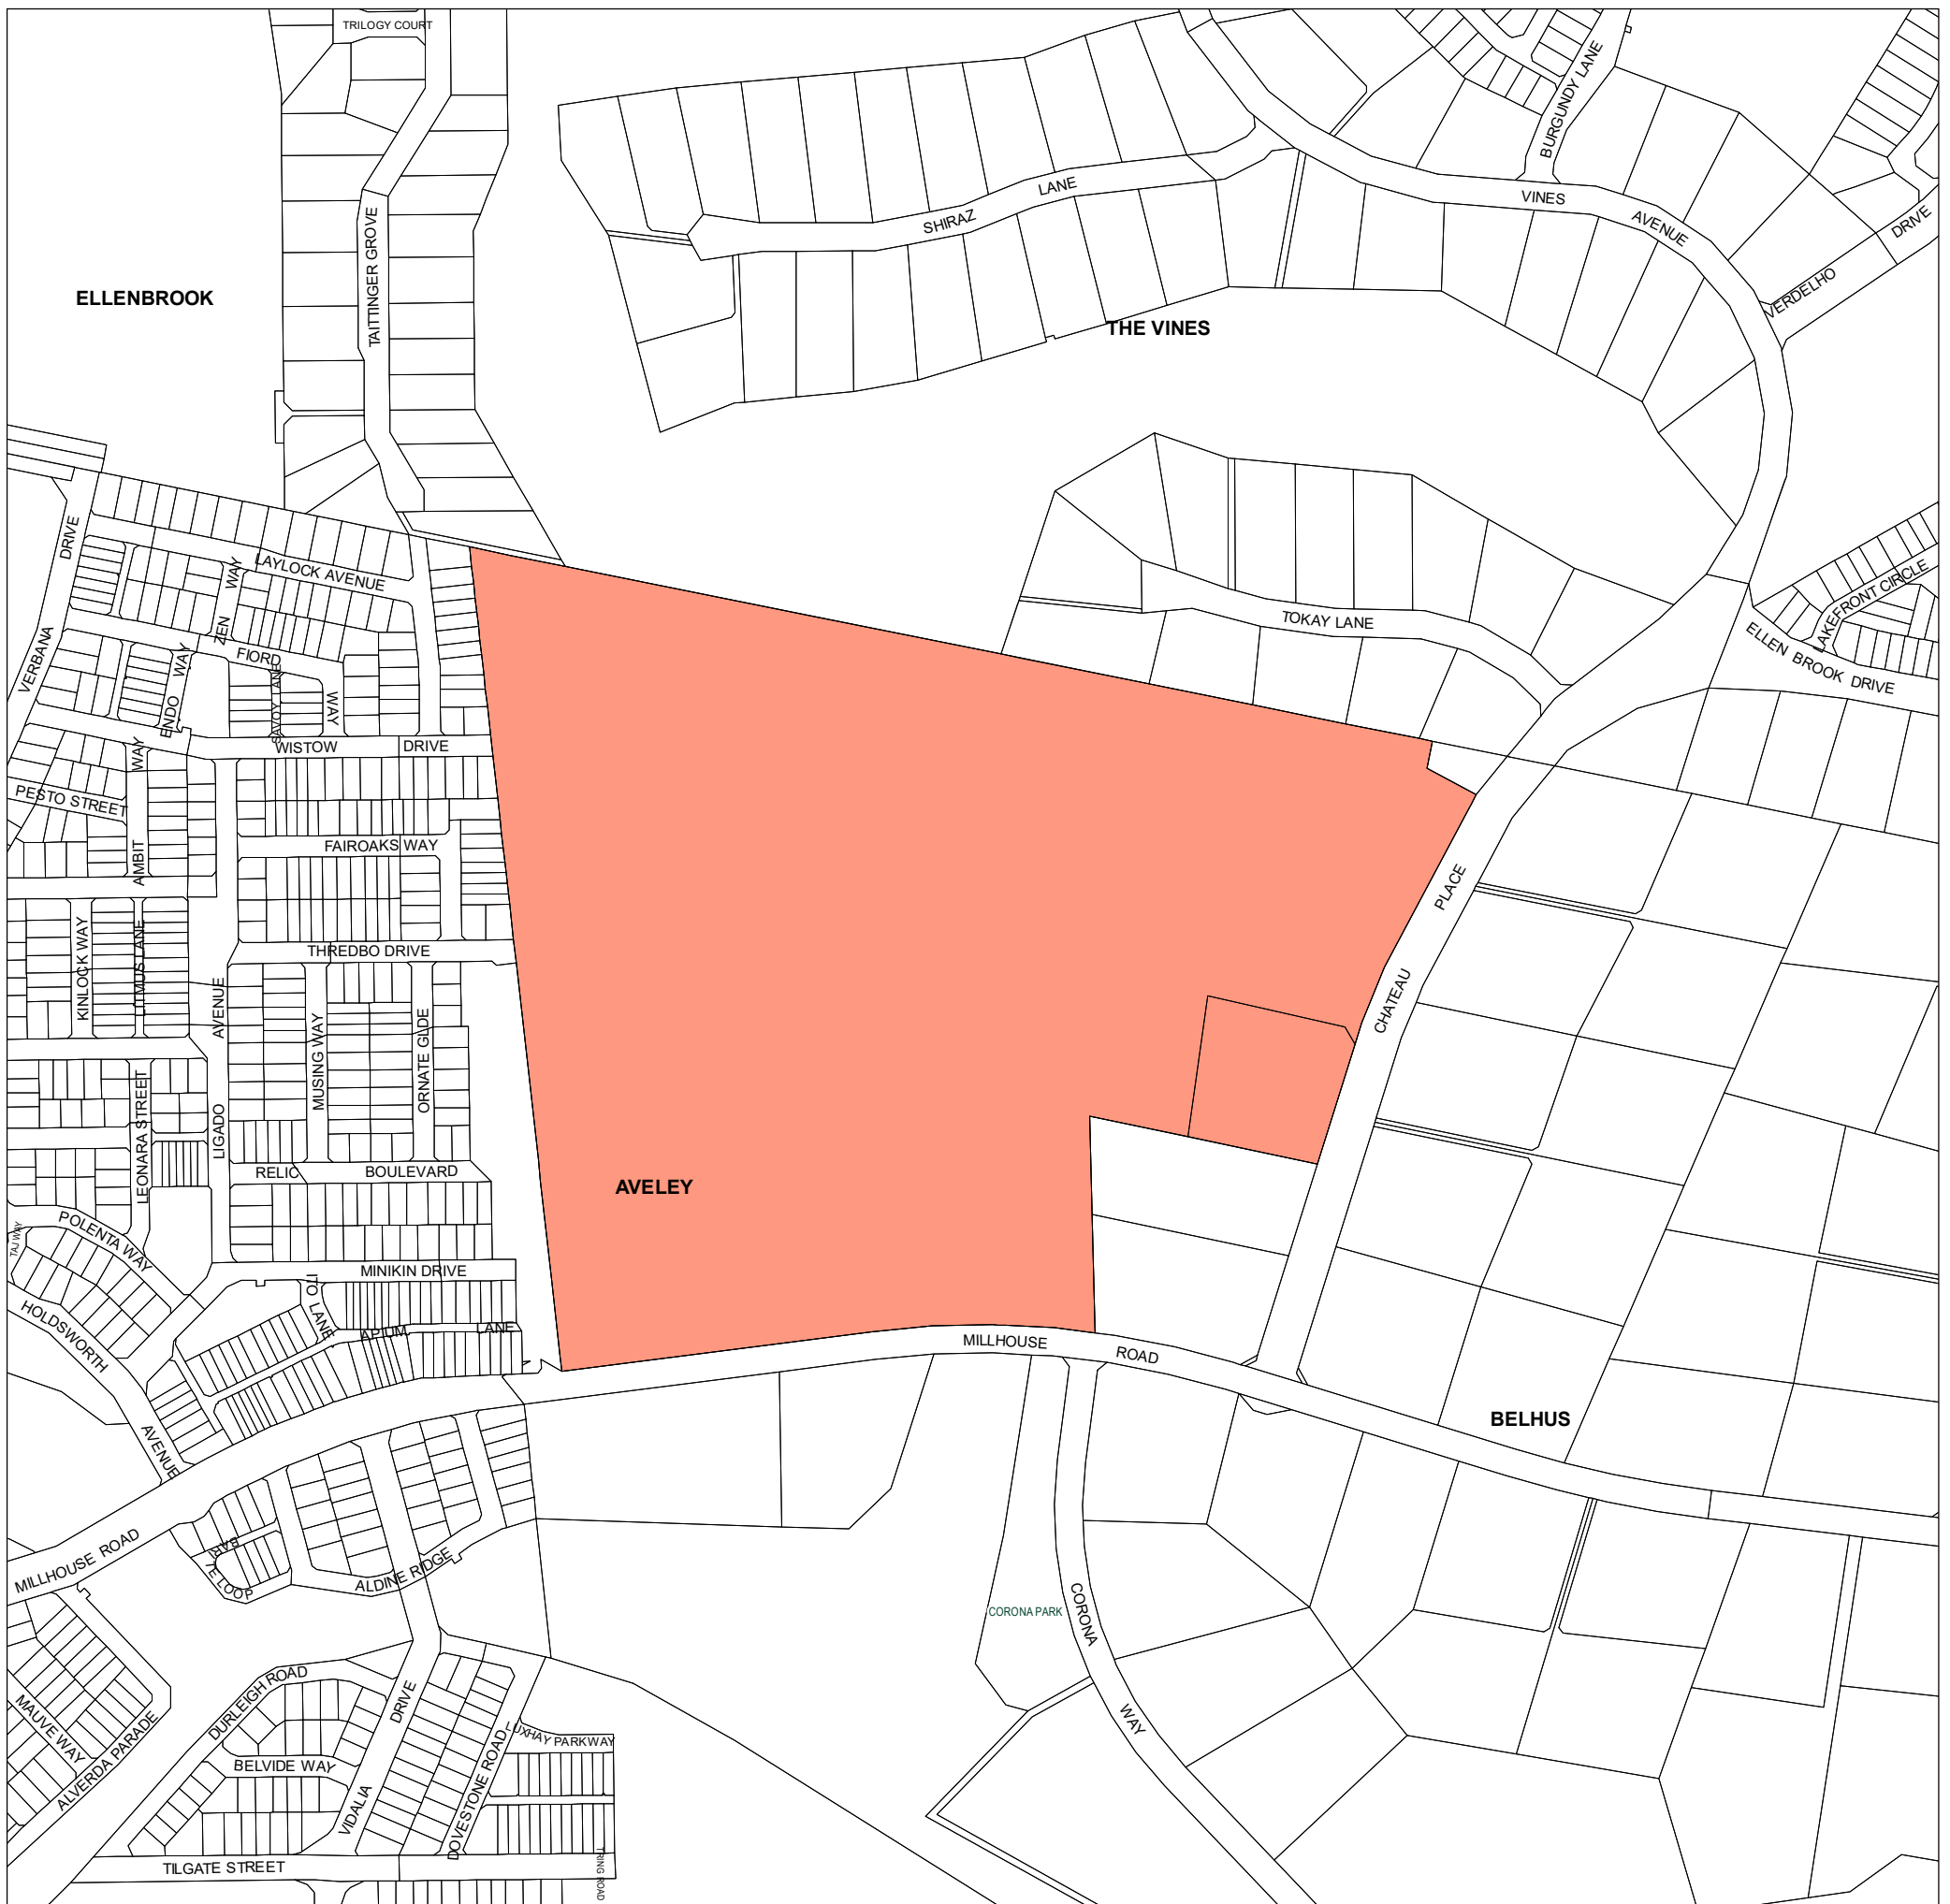 TRILOGY COURT
BURGUNDY LANE
LANE
SHIRAZ
VINES
AVENUE
DRIVE
VERDELHO
TAITTINGER GROVE
ELLENBROOK
THE VINES
DRIVE
LAYLOCK AVENUE
WAY
ZEN
FIORD
WAY
VERBANA
ENDO
WAY
SAVOY LANE
WISTOW
DRIVE
TOKAY LANE
LAKEFRONT CIRCLE
ELLEN BROOK DRIVE
WAY
AMBIT
PESTO STREET
FAIROAKS WAY
PLACE
CHATEAU
THREDBO DRIVE
KINLOCK WAY
LITMUS LANE
AVENUE
LIGADO
MUSING WAY
ORNATE GLDE
LEONARA STREET
RELIC
BOULEVARD
AVELEY
POLENTA WAY
TAJ WAY
MINIKIN DRIVE
ITO
LANE
HOLDSWORTH
AVENUE
APIUM
LANE
MILLHOUSE
ROAD
BELHUS
MILLHOUSE ROAD
ALDINE RIDGE
CORONA PARK
CORONA
WAY
DURLEIGH ROAD
DRIVE
VIDALIA
MAUVE WAY
ALVERDA PARADE
BELVIDE WAY
LUXHAY PARKWAY
DOVESTONE ROAD
TILGATE STREET
TRING ROAD